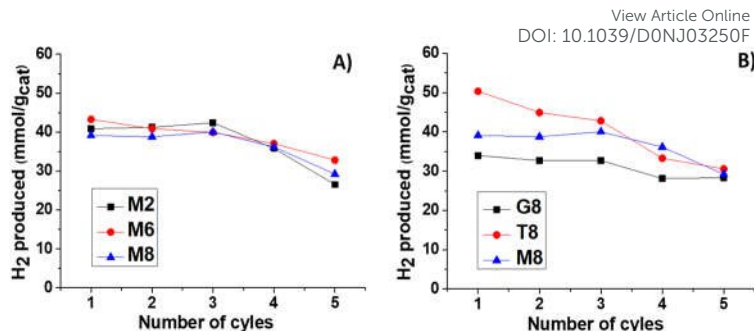 View Article Online
DOI: 10.1039/D0NJ03250F
A)
H2 produced (mmol/gcat)
60
50
40
30
20
10
0
M2
M6
M8
1 2 3 4 5
Number of cyles
B)
H2 produced (mmol/gcat)
60
50
40
30
20
10
0
G8
T8
M8
1 2 3 4 5
Number of cyles